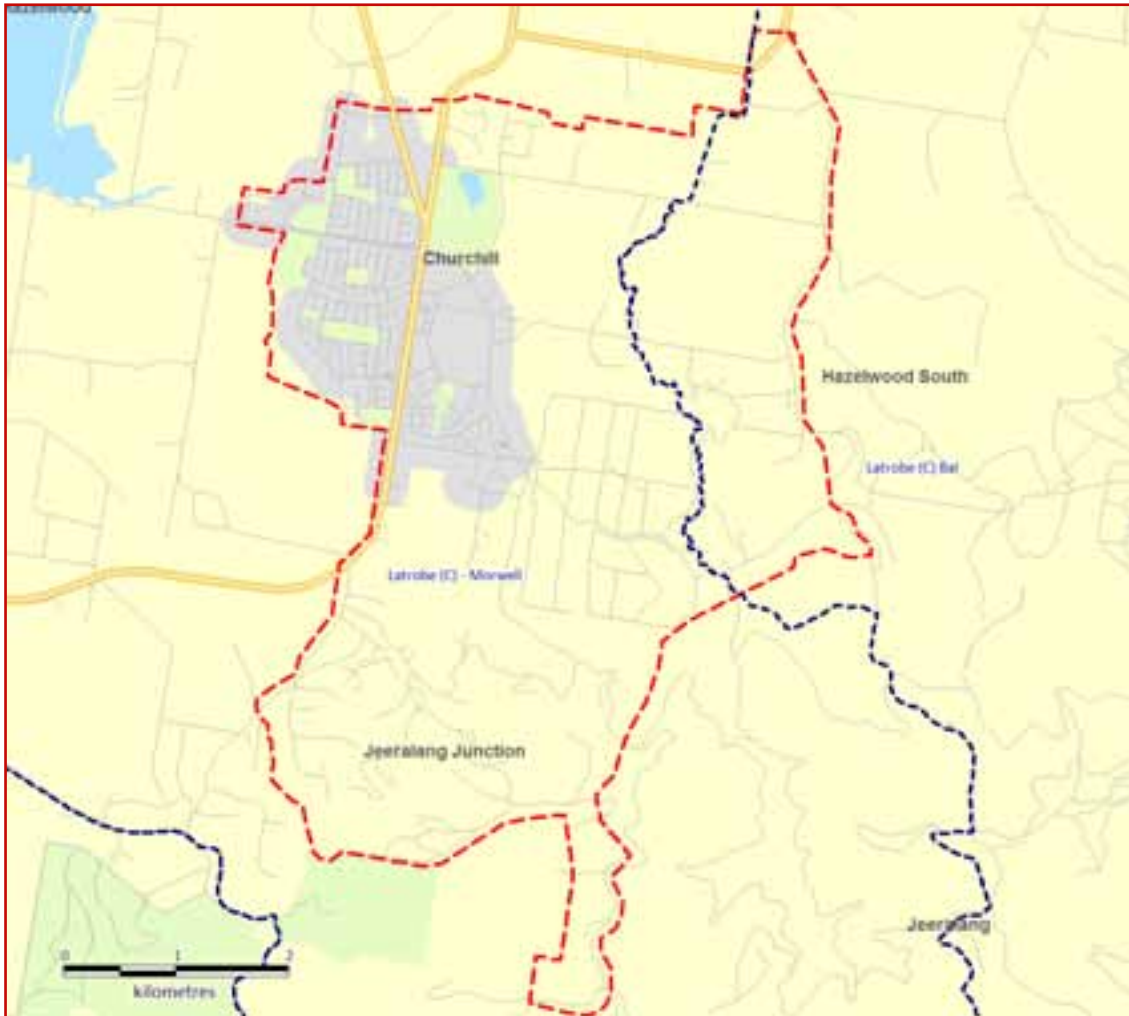 Churchill
Hazelwood South
Latrobe (C) Bal
Latrobe (C) - Morwell
Jeeralang Junction
Jeeralang
0 1 2
kilometres